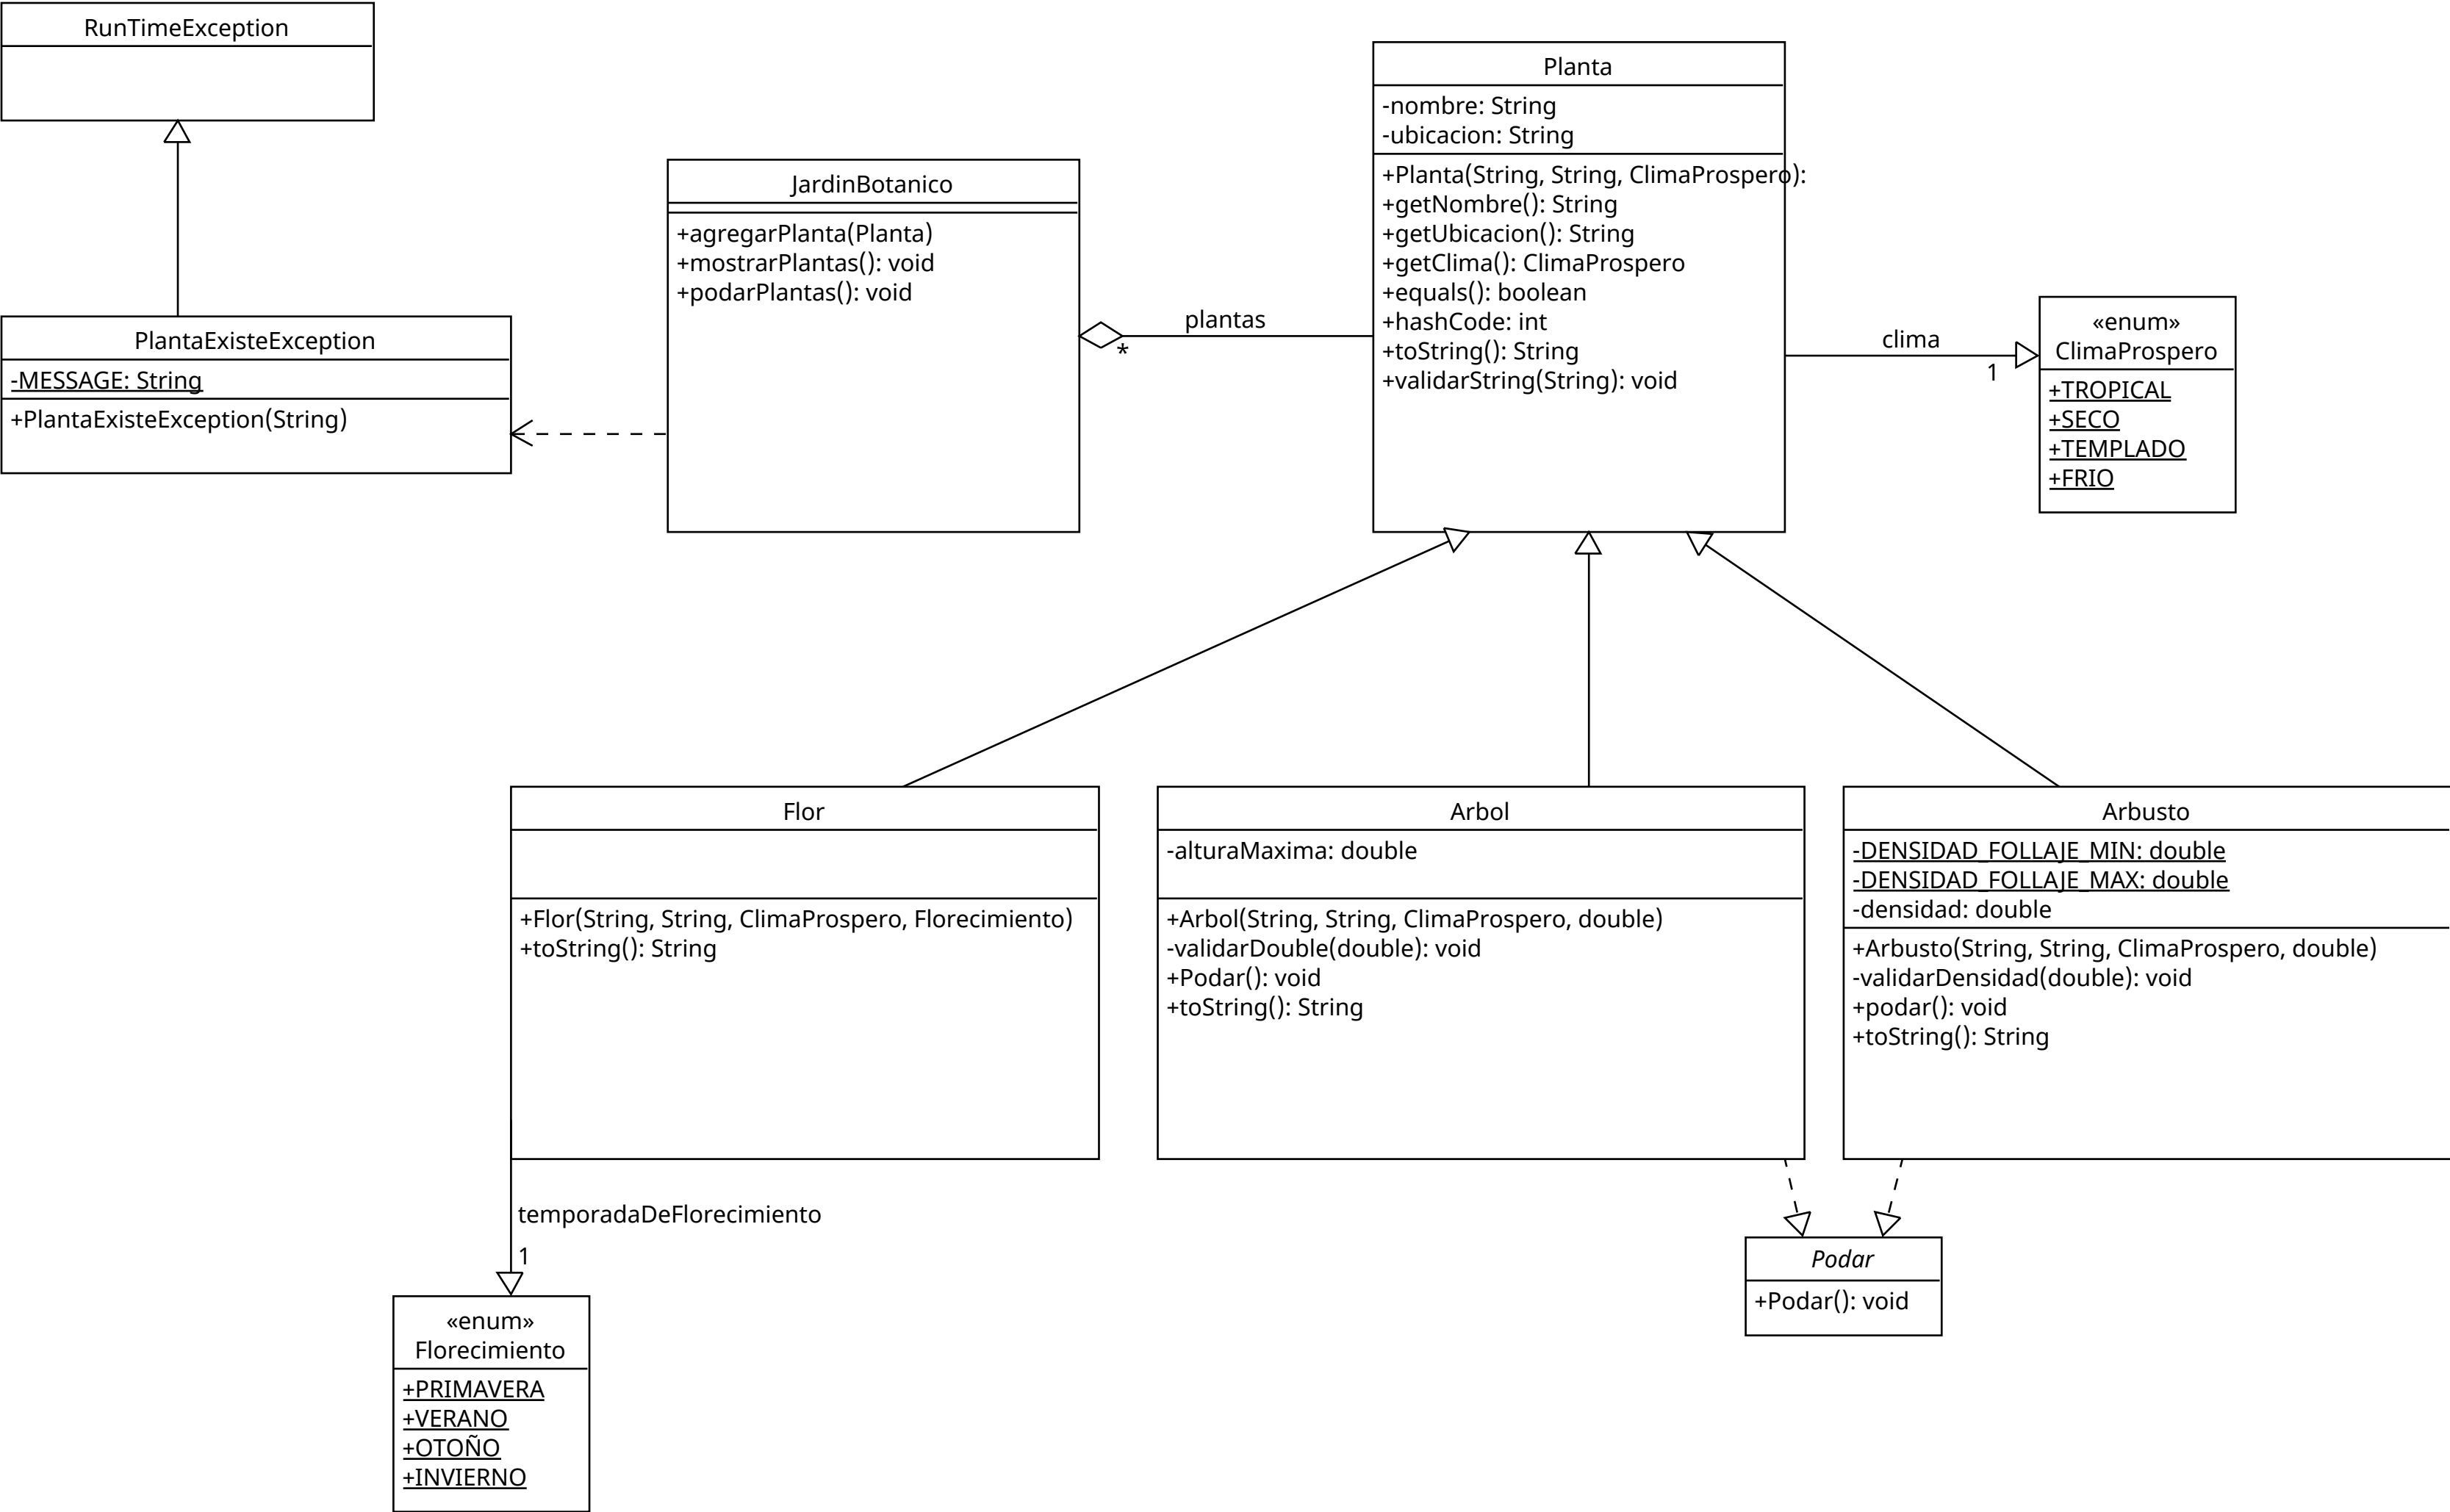 RunTimeException
PlantaExisteException
-MESSAGE: String
+PlantaExisteException(String)
JardinBotanico
+agregarPlanta(Planta)
+mostrarPlantas(): void
+podarPlantas(): void
plantas
*
Planta
-nombre: String
-ubicacion: String
+Planta(String, String, ClimaProspero):
+getNombre(): String
+getUbicacion(): String
+getClima(): ClimaProspero
+equals(): boolean
+hashCode: int
+toString(): String
+validarString(String): void
clima
1
«enum»
ClimaProspero
+TROPICAL
+SECO
+TEMPLADO
+FRIO
Flor
+Flor(String, String, ClimaProspero, Florecimiento)
+toString(): String
Arbol
-alturaMaxima: double
+Arbol(String, String, ClimaProspero, double)
-validarDouble(double): void
+Podar(): void
+toString(): String
Arbusto
-DENSIDAD_FOLLAJE_MIN: double
-DENSIDAD_FOLLAJE_MAX: double
-densidad: double
+Arbusto(String, String, ClimaProspero, double)
-validarDensidad(double): void
+podar(): void
+toString(): String
temporadaDeFlorecimiento
1
«enum»
Florecimiento
+PRIMAVERA
+VERANO
+OTOÑO
+INVIERNO
Podar
+Podar(): void